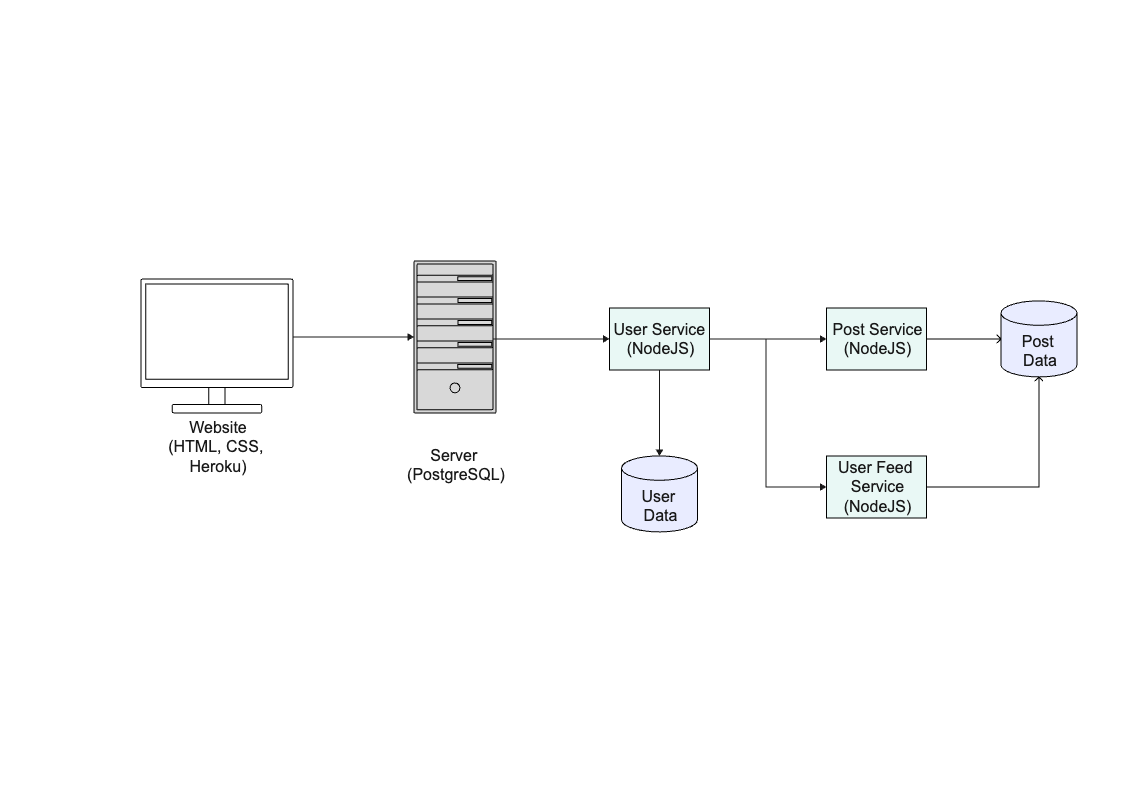 Website
(HTML, CSS,
Heroku)
Server
(PostgreSQL)
User Service
(NodeJS)
User
Data
Post Service
(NodeJS)
User Feed
Service
(NodeJS)
Post
Data